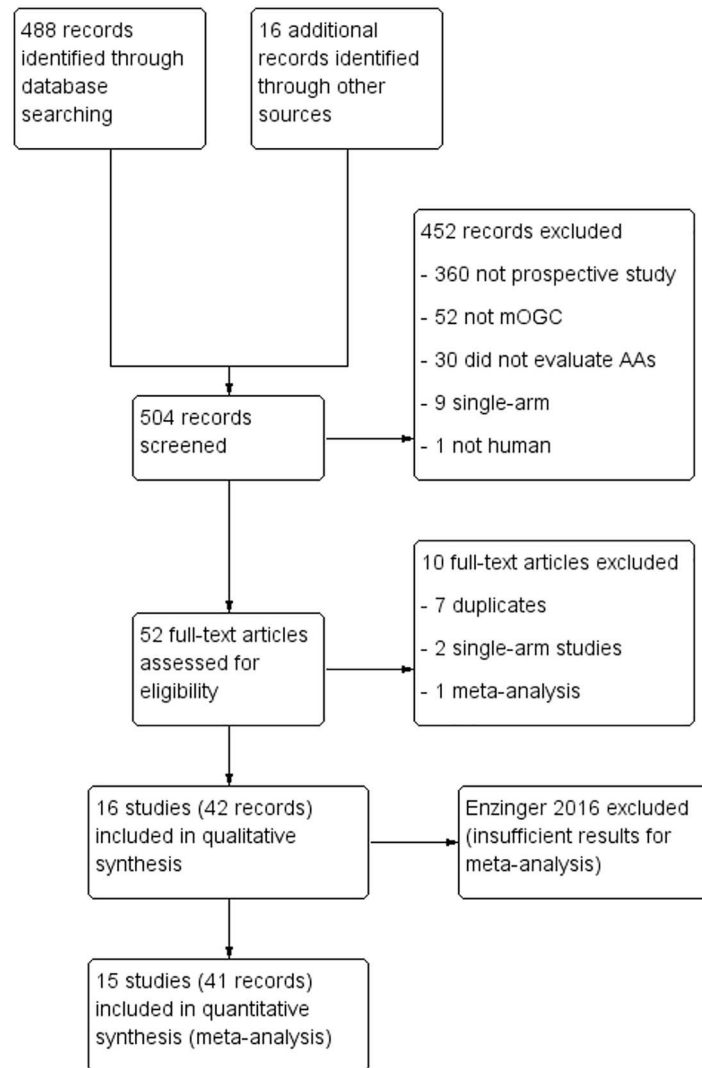 488 records
identified through
database
searching
16 additional
records identified
through other
sources
452 records excluded
- 360 not prospective study
- 52 not mOGC
- 30 did not evaluate AAs
- 9 single-arm
- 1 not human
504 records
screened
10 full-text articles excluded
- 7 duplicates
- 2 single-arm studies
- 1 meta-analysis
52 full-text articles
assessed for
eligibility
16 studies (42 records)
included in qualitative
synthesis
Enzinger 2016 excluded
(insufficient results for
meta-analysis)
15 studies (41 records)
included in quantitative
synthesis (meta-analysis)